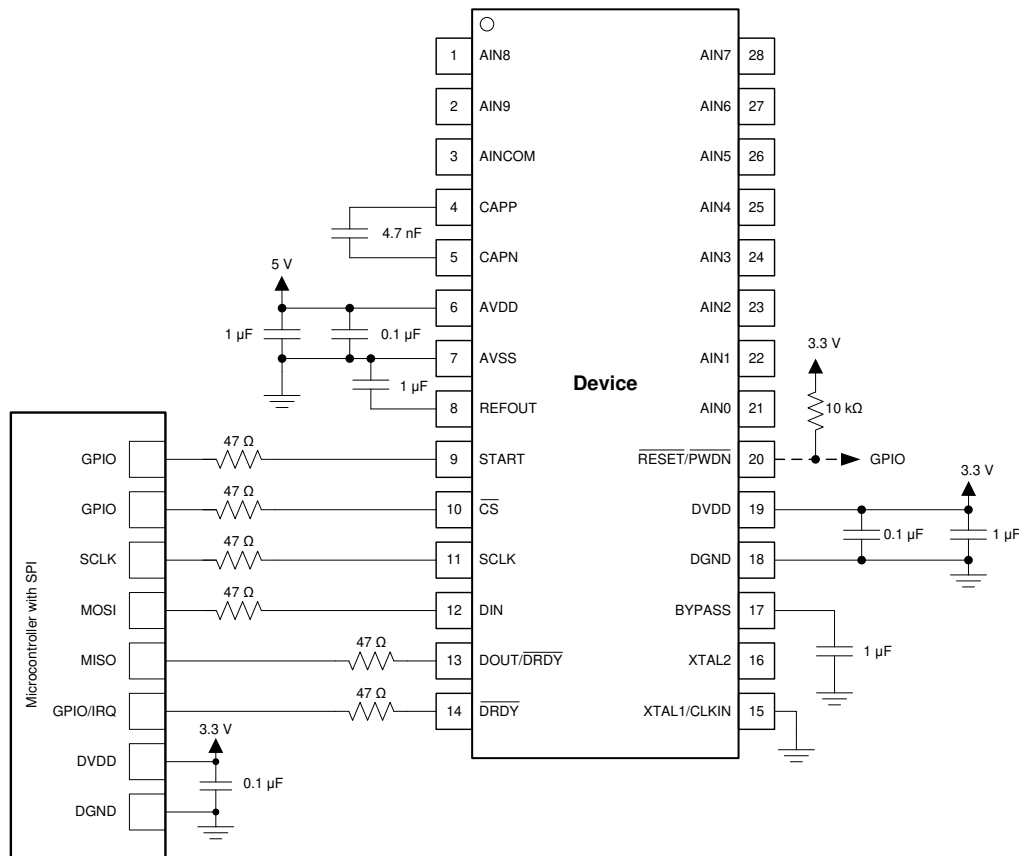 1 AIN8 AIN7 28
2 AIN9 AIN6 27
3 AINCOM AIN5 26
4 CAPP AIN4 25
4.7 nF
5 CAPN AIN3 24
5 V
6 AVDD AIN2 23
1 µF 0.1 µF
7 AVSS AIN1 22
3.3 V
1 µF
Device
8 REFOUT AIN0 21
10 kΩ
GPIO 47 Ω 9 START RESET/PWDN 20 GPIO
3.3 V
GPIO 47 Ω 10 CS DVDD 19
0.1 µF 1 µF
SCLK 47 Ω 11 SCLK DGND 18
MOSI 47 Ω 12 DIN BYPASS 17
1 µF
MISO 47 Ω 13 DOUT/DRDY XTAL2 16
GPIO/IRQ 47 Ω 14 DRDY XTAL1/CLKIN 15
3.3 V
DVDD
0.1 µF
DGND
Microcontroller with SPI